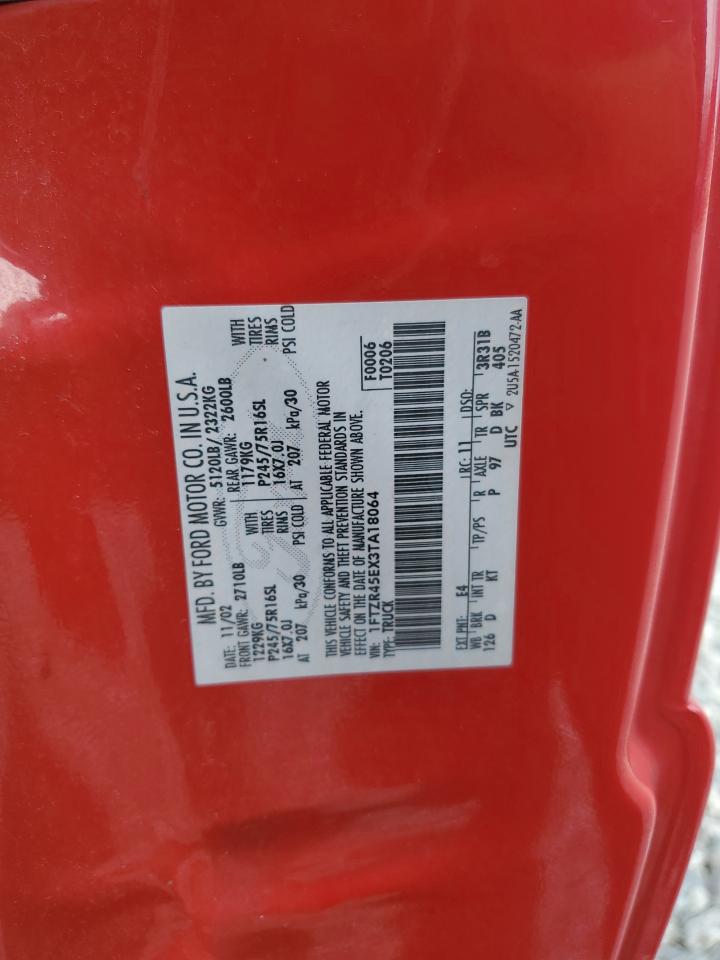 MFD. BY FORD MOTOR CO. IN U.S.A.
DATE: 11/02 GVWR: 5120LB/ 2322KG
FRONT GAWR: 2710LB REAR GAWR: 2600LB
1229KG WITH 1179KG WITH
P245/75R16SL TIRES P245/75R16SL TIRES
16X7.0J RIMS 16X7.0J RIMS
AT 207 kPa/30 PSI COLD AT 207 kPa/30 PSI COLD
THIS VEHICLE CONFORMS TO ALL APPLICABLE FEDERAL MOTOR
VEHICLE SAFETY AND THEFT PREVENTION STANDARDS IN
EFFECT ON THE DATE OF MANUFACTURE SHOWN ABOVE.
VIN: 1FTZR45EX3TA18064
TYPE: TRUCK
F0006
T0206
EXT PNT: E4 RC: 11 DSO:
WB BRK INT TR TP/PS R AXLE TR SPR 3R31B
126 D KT P 97 D BK 405
UTC ▽ 2U5A-1520472-AA